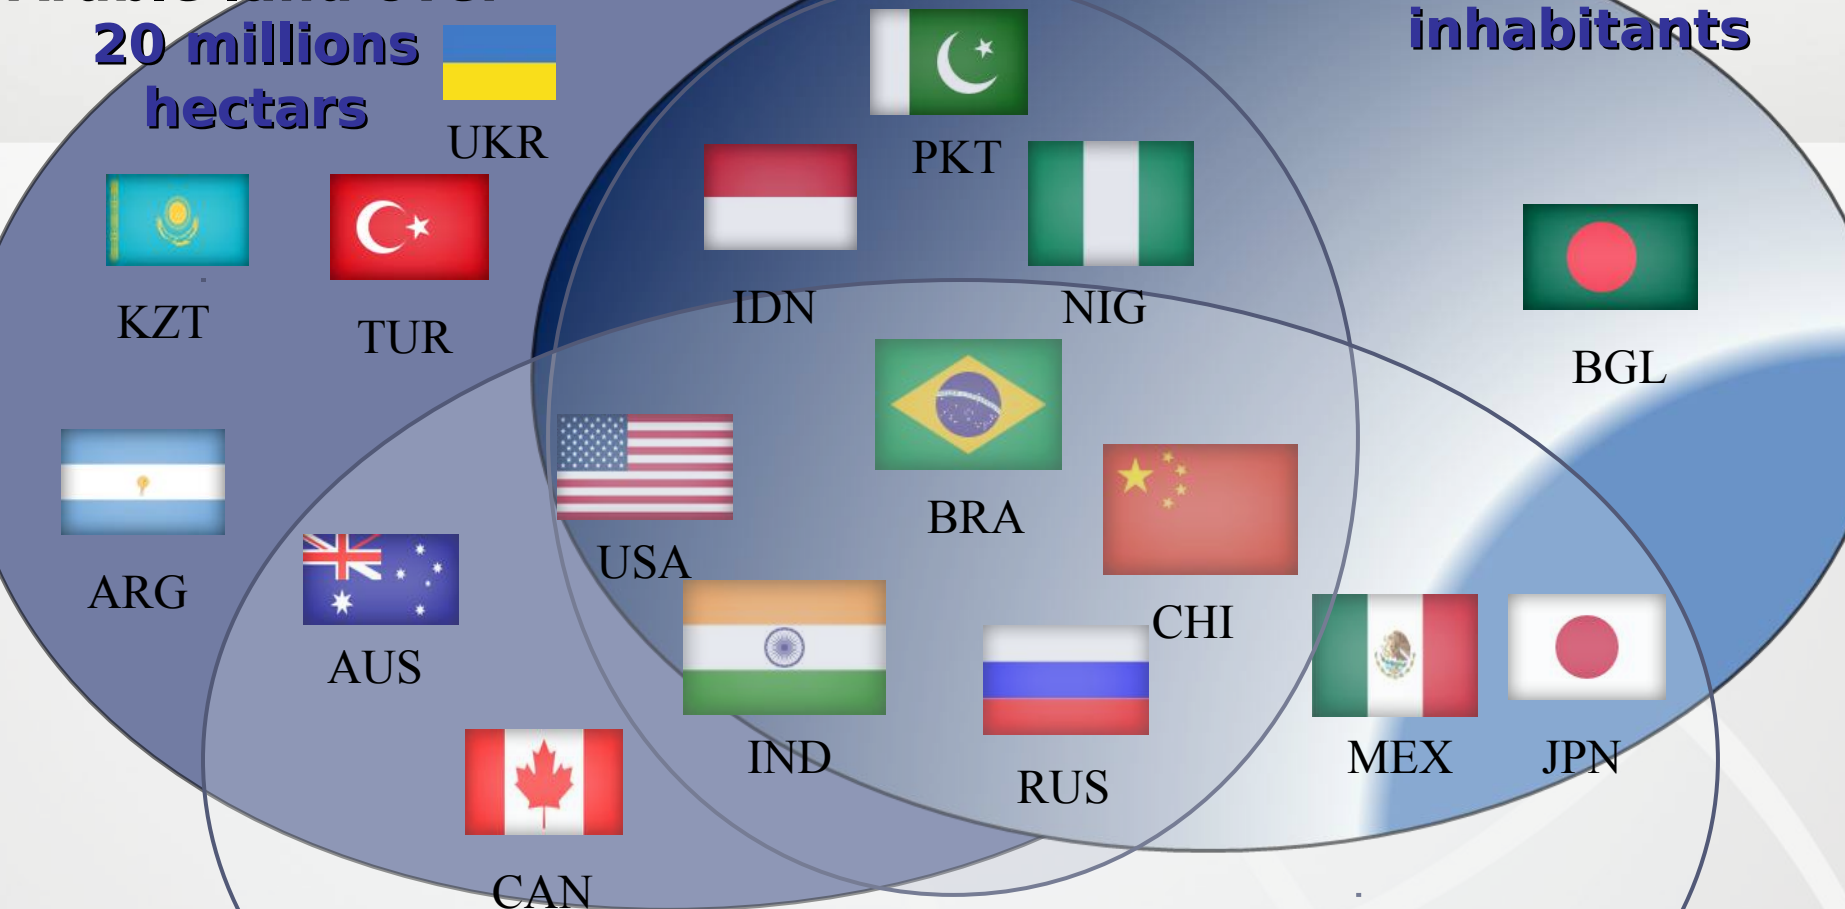 20 millions
hectars
inhabitants
UKR
PKT
KZT
TUR
IDN
NIG
BGL
ARG
USA
BRA
AUS
CHI
IND
RUS
MEX
JPN
CAN